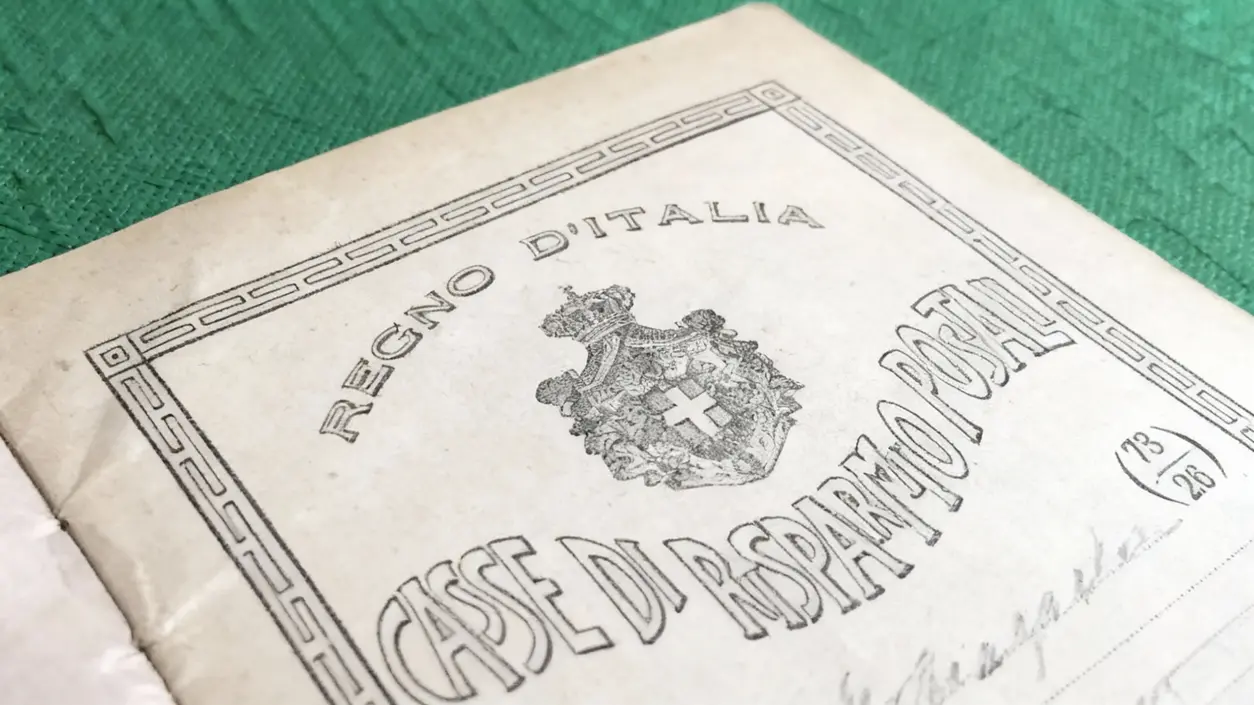 REGNO D'ITALIA
CASSE DI RISPARMIO POSTALI
(73/26)